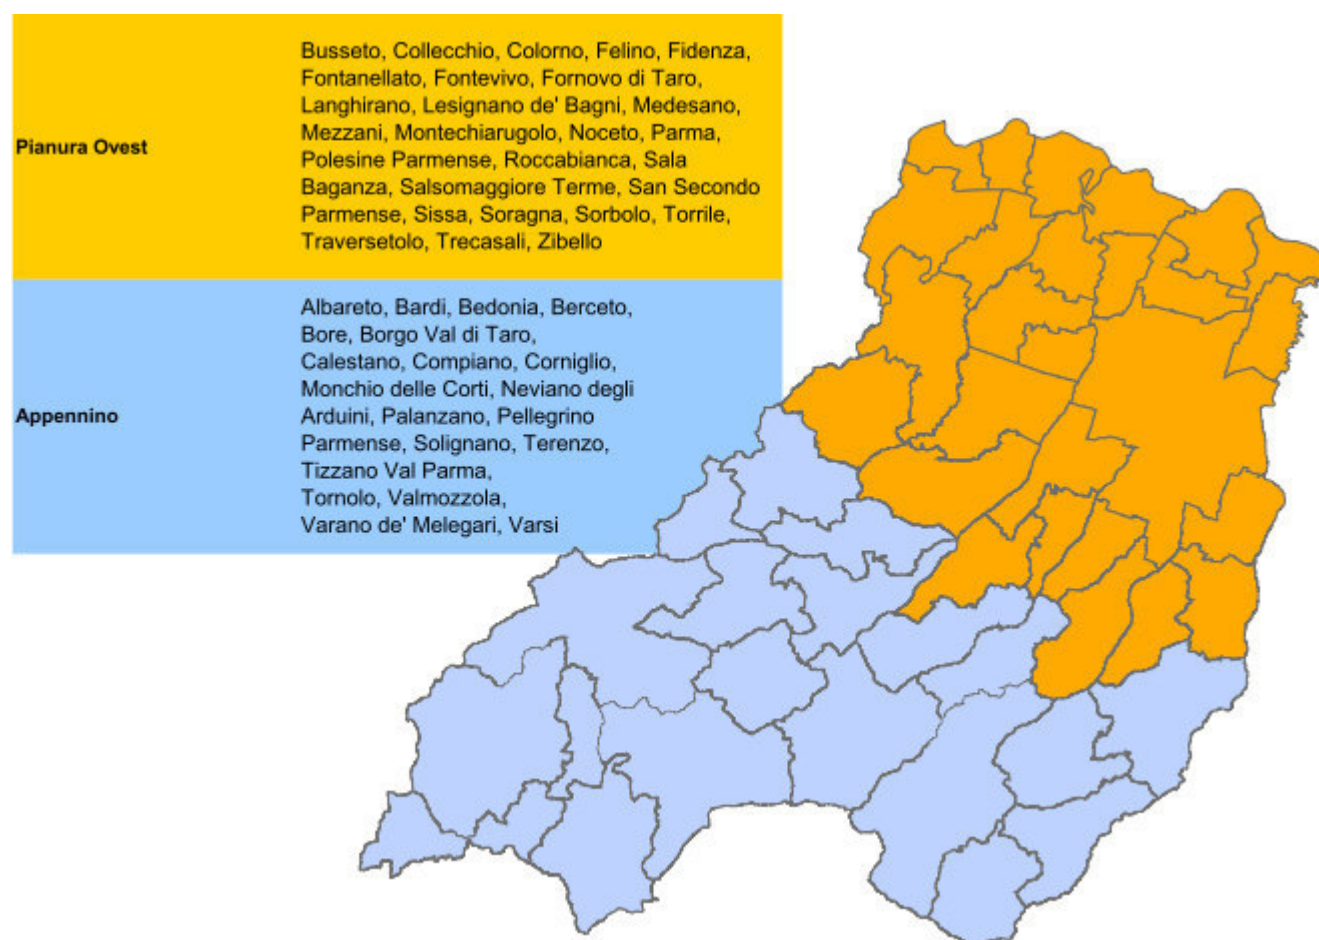 Busseto, Collecchio, Colorno, Felino, Fidenza,
Fontanellato, Fontevivo, Fornovo di Taro,
Langhirano, Lesignano de' Bagni, Medesano,
Pianura Ovest
Mezzani, Montechiarugolo, Noceto, Parma,
Polesine Parmense, Roccabianca, Sala
Baganza, Salsomaggiore Terme, San Secondo
Parmense, Sissa, Soragna, Sorbolo, Torrile,
Traversetolo, Trecasali, Zibello
Albareto, Bardi, Bedonia, Berceto,
Bore, Borgo Val di Taro,
Calestano, Compiano, Corniglio,
Monchio delle Corti, Neviano degli
Appennino
Arduini, Palanzano, Pellegrino
Parmense, Solignano, Terenzo,
Tizzano Val Parma,
Tornolo, Valmozzola,
Varano de' Melegari, Varsi